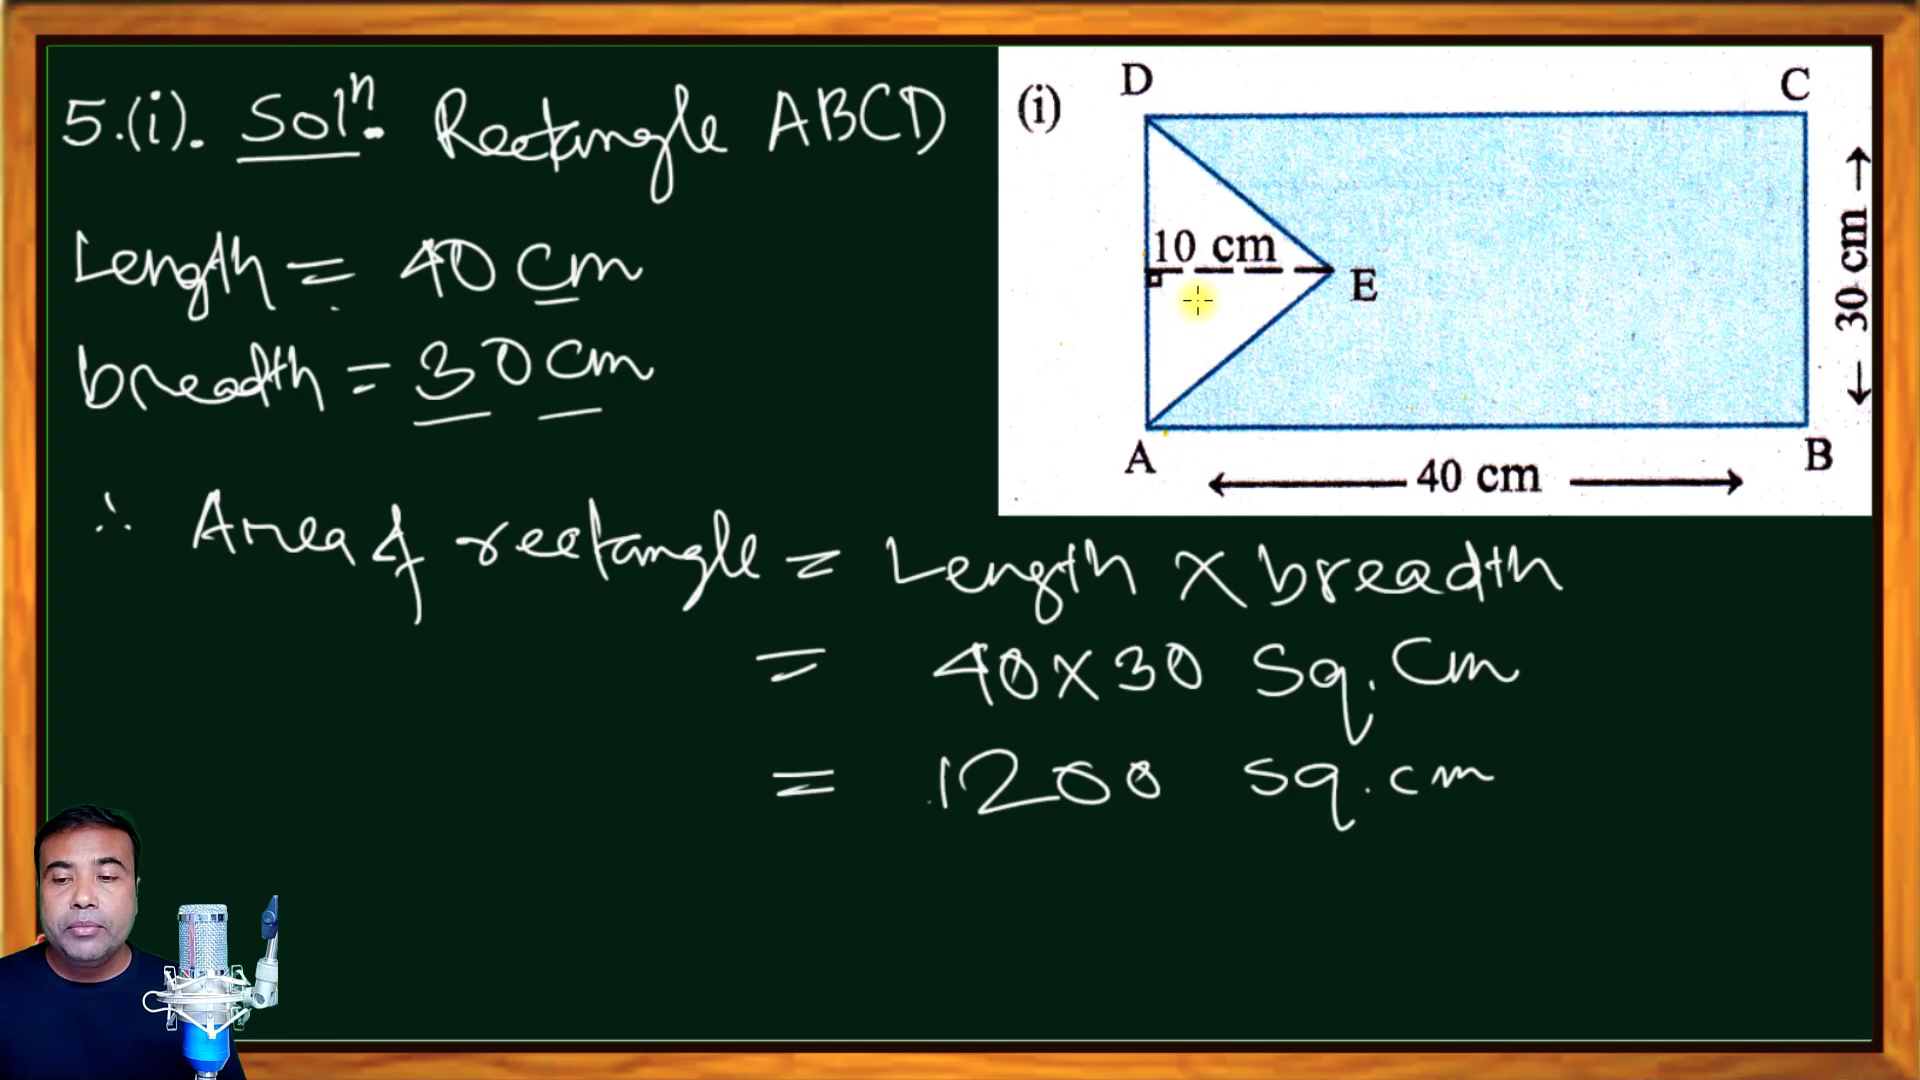 5.(i). Solⁿ. Rectangle ABCD
Length = 40 cm
breadth = 30 cm
∴ Area of rectangle = Length × breadth
= 40 × 30 Sq. Cm
= 1200 sq. cm
(i)
D
C
10 cm
E
30 cm
A
B
40 cm